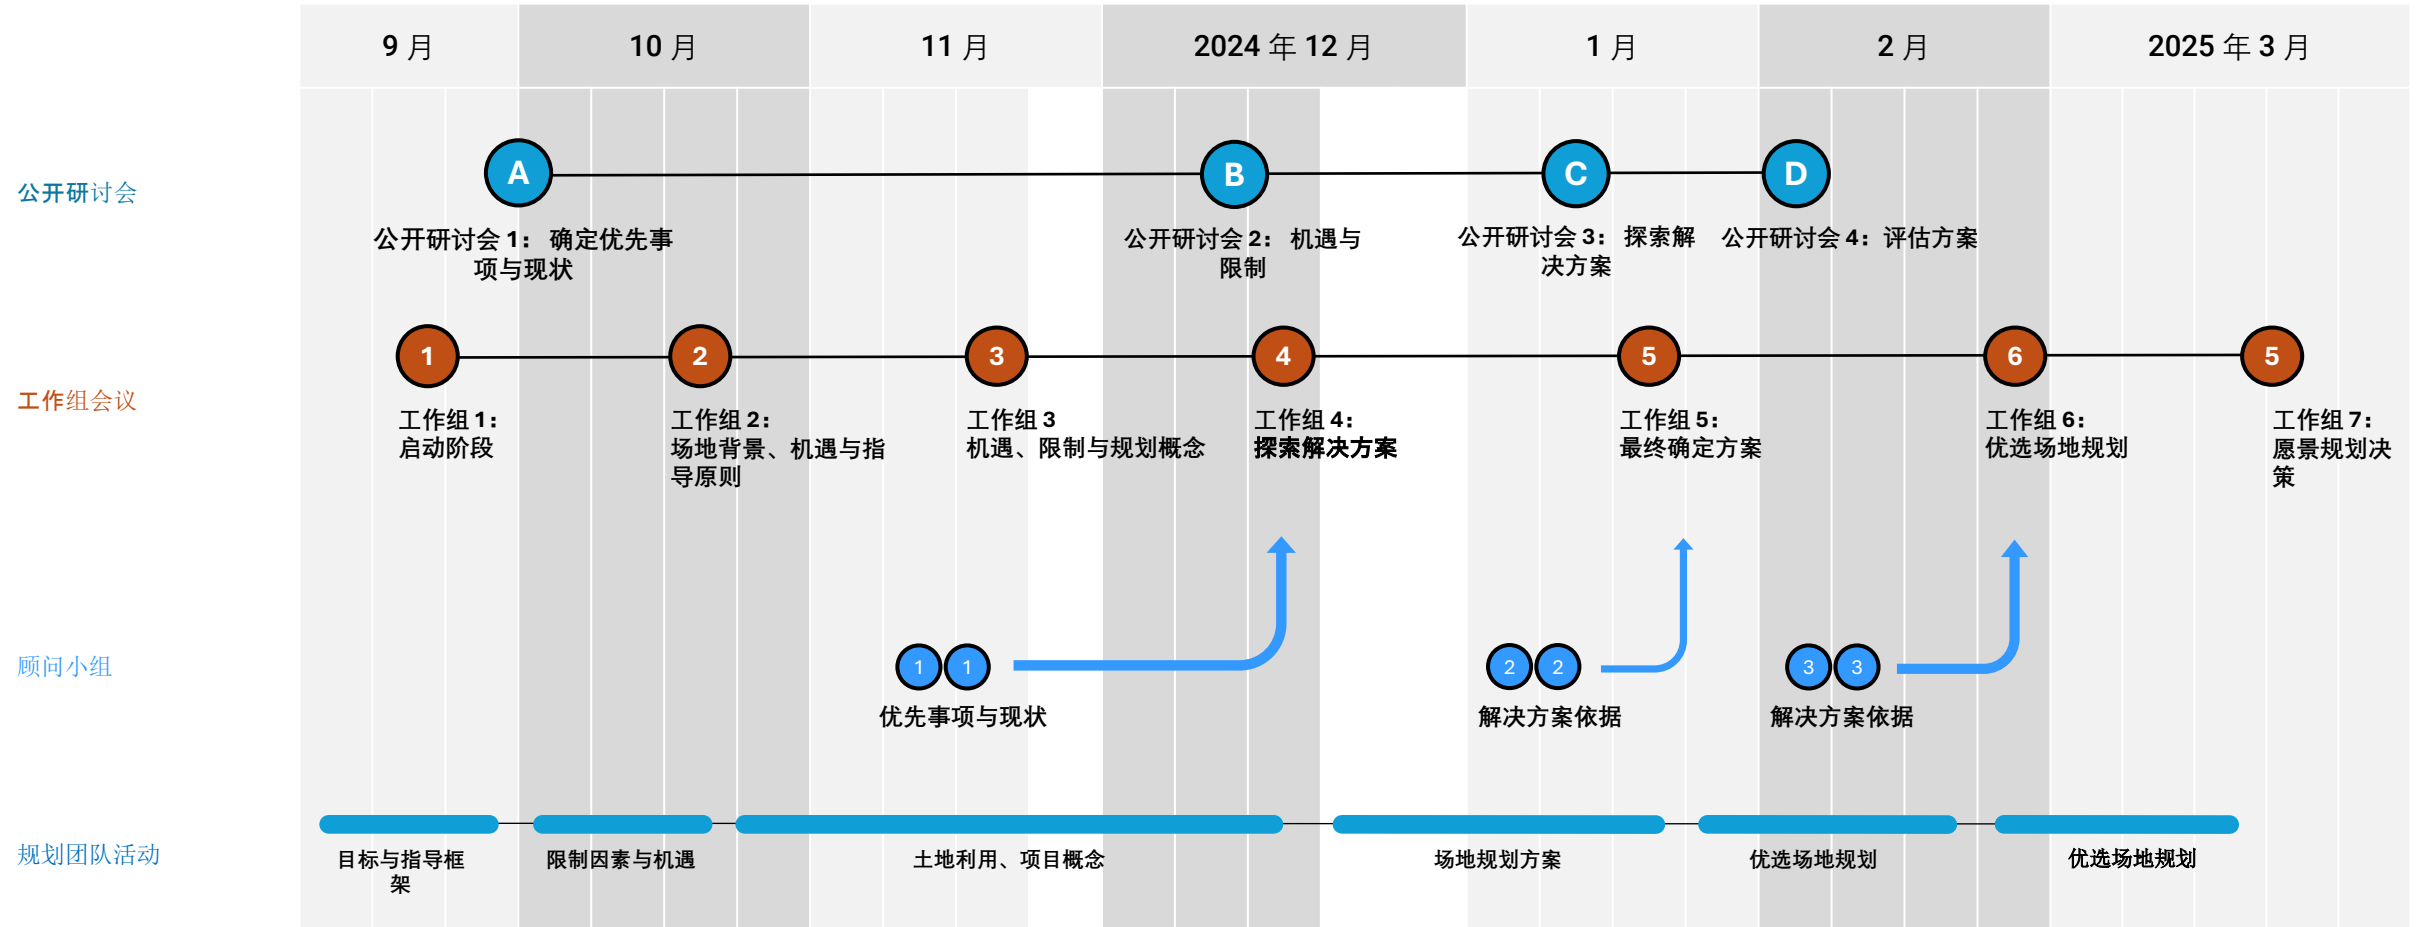 9 月
10 月
11 月
2024 年 12 月
1 月
2 月
2025 年 3 月
公开研讨会
A
B
C
D
公开研讨会 1： 确定优先事
项与现状
公开研讨会 2： 机遇与
限制
公开研讨会 3： 探索解
决方案
公开研讨会 4：评估方案
工作组会议
1
2
3
4
5
6
5
工作组 1：
启动阶段
工作组 2：
场地背景、机遇与指
导原则
工作组 3
机遇、限制与规划概念
工作组 4：
探索解决方案
工作组 5：
最终确定方案
工作组 6：
优选场地规划
工作组 7：
愿景规划决
策
顾问小组
1
1
2
2
3
3
优先事项与现状
解决方案依据
解决方案依据
规划团队活动
目标与指导框
架
限制因素与机遇
土地利用、项目概念
场地规划方案
优选场地规划
优选场地规划